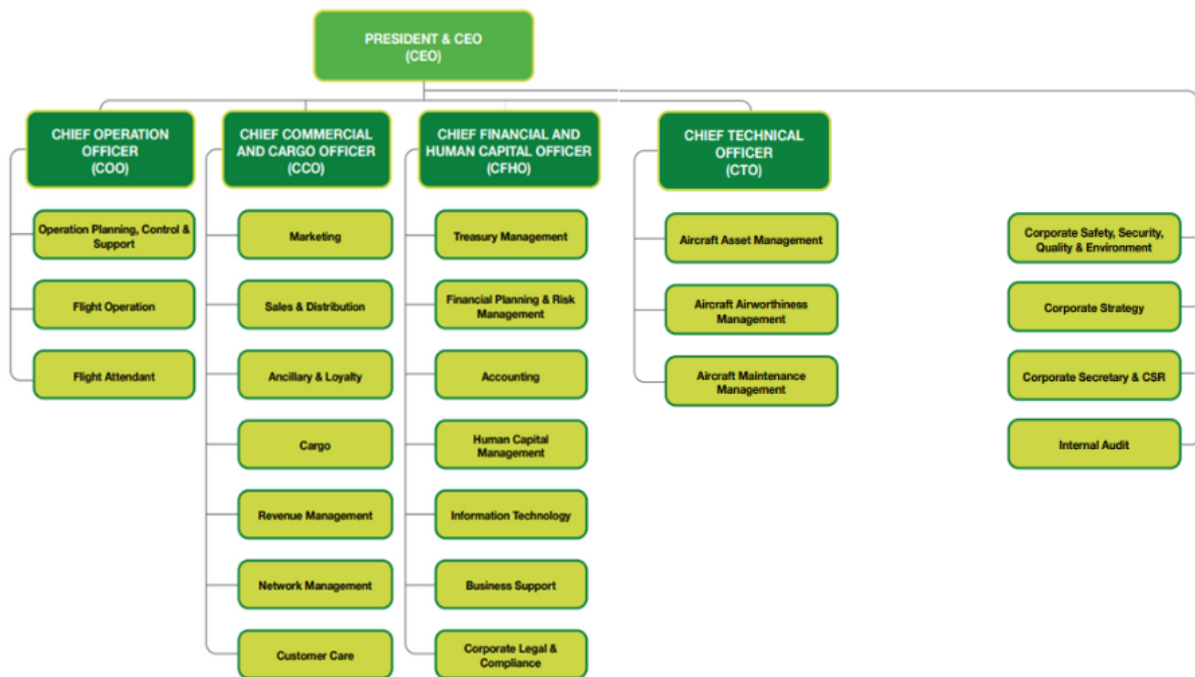 PRESIDENT & CEO
(CEO)
CHIEF OPERATION
OFFICER
(COO)
Operation Planning, Control &
Support
Flight Operation
Flight Attendant
CHIEF COMMERCIAL
AND CARGO OFFICER
(CCO)
Marketing
Sales & Distribution
Ancillary & Loyalty
Cargo
Revenue Management
Network Management
Customer Care
CHIEF FINANCIAL AND
HUMAN CAPITAL OFFICER
(CFHO)
Treasury Management
Financial Planning & Risk
Management
Accounting
Human Capital
Management
Information Technology
Business Support
Corporate Legal &
Compliance
CHIEF TECHNICAL
OFFICER
(CTO)
Aircraft Asset Management
Aircraft Airworthiness
Management
Aircraft Maintenance
Management
Corporate Safety, Security,
Quality & Environment
Corporate Strategy
Corporate Secretary & CSR
Internal Audit